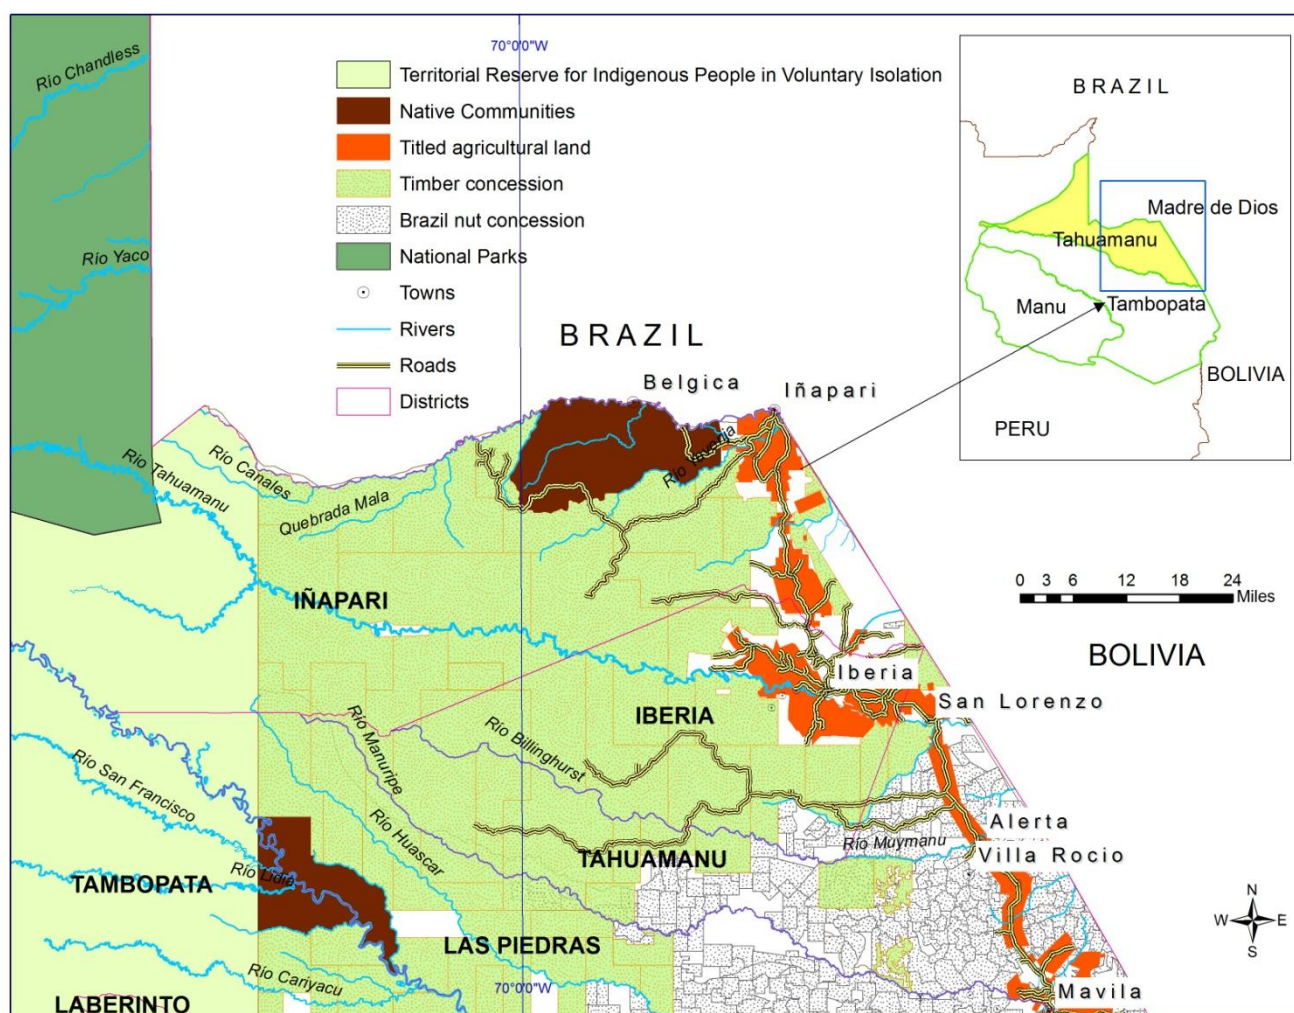 Rio Chandless
70°0'0"W
Territorial Reserve for Indigenous People in Voluntary Isolation
Native Communities
Titled agricultural land
Timber concession
Brazil nut concession
National Parks
Towns
Rivers
Roads
Districts
Rio Yaco
BRAZIL
Madre de Dios
Tahuamanu
Manu
Tambopata
BOLIVIA
PERU
BRAZIL
Belgica
Iñapari
Rio Tahuamanu
Rio Canales
Quebrada Mala
IÑAPARI
0 3 6 12 18 24
Miles
BOLIVIA
Iberia
San Lorenzo
IBERIA
Rio Manuripe
Rio Billinghurst
Rio San Francisco
Rio Huascar
Alerta
Rio Muymanu
Villa Rocio
TAHUAMANU
Rio Lidia
TAMBOPATA
LAS PIEDRAS
Rio Cariyacu
70°0'0"W
LABERINTO
Mavila
N
W E
S